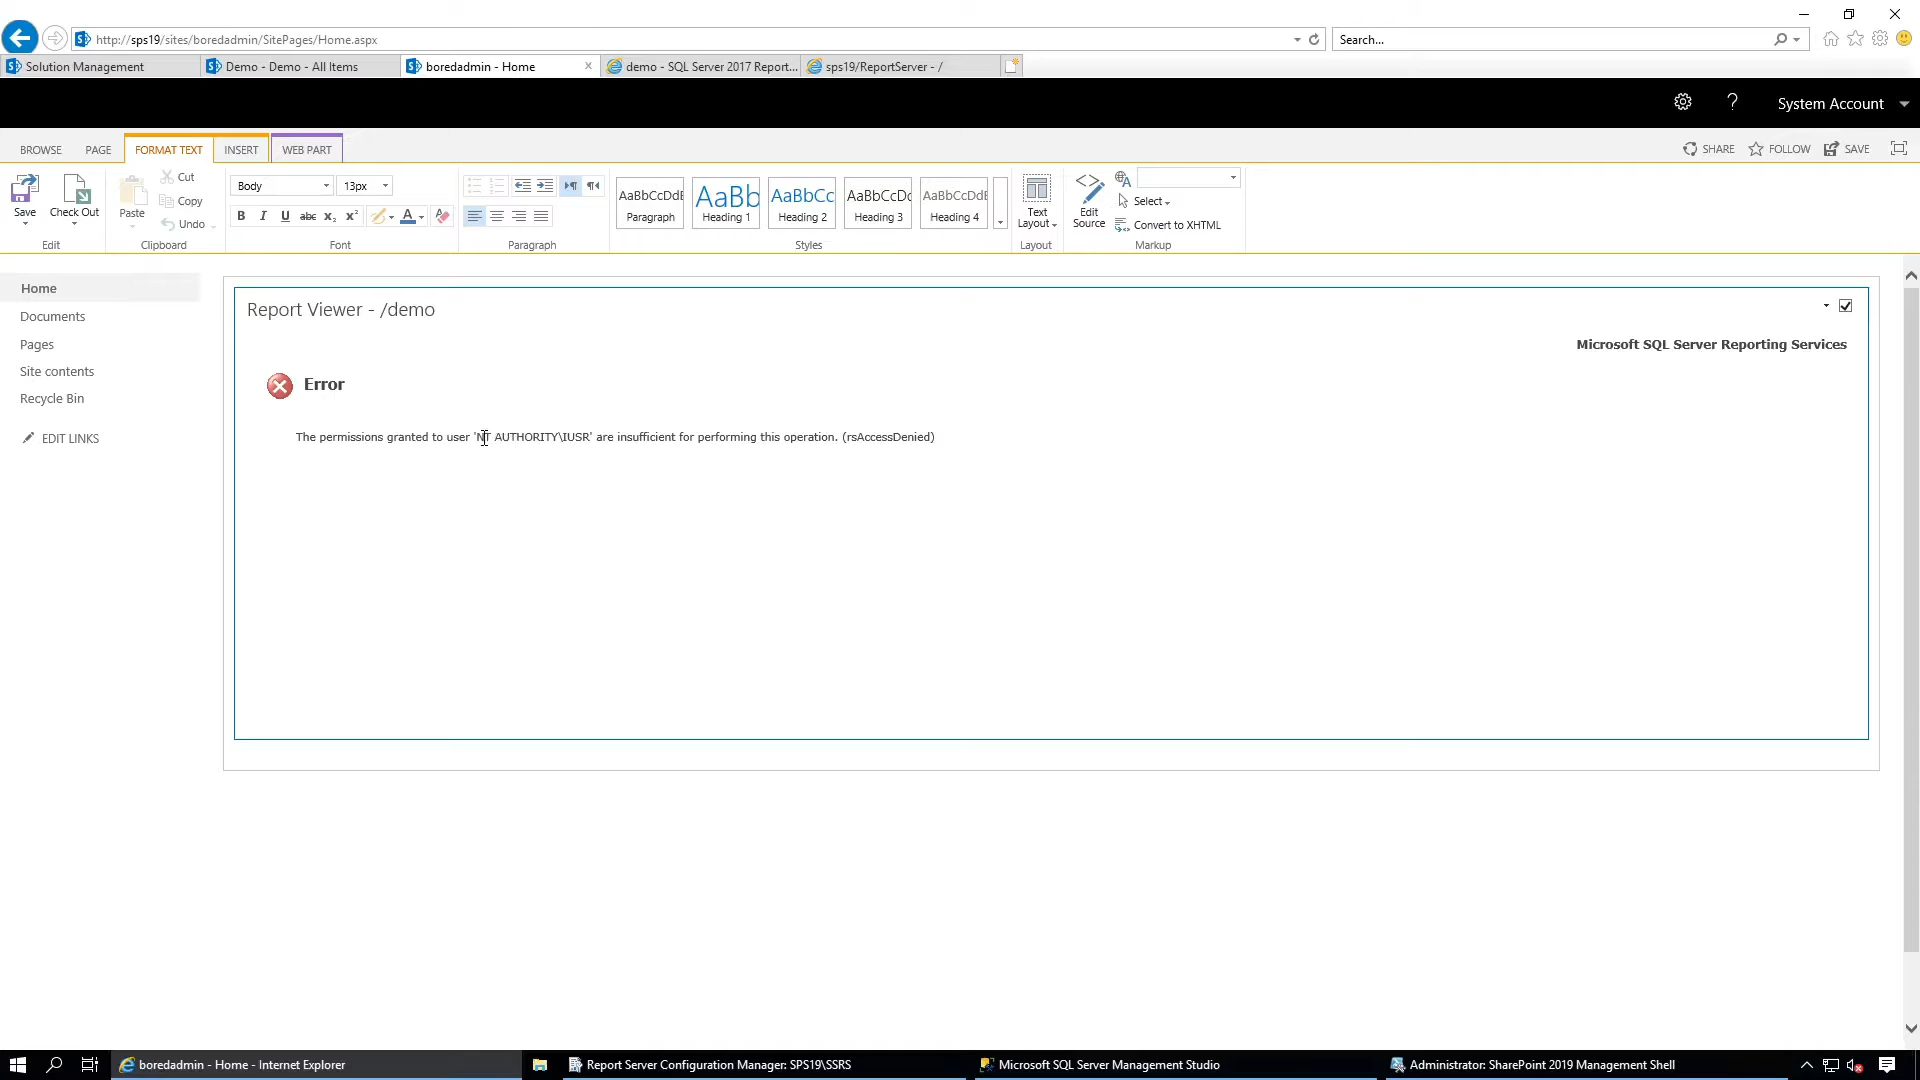 http://sps19/sites/boredadmin/SitePages/Home.aspx
Search...
Solution Management
Demo - Demo - All Items
boredadmin - Home
demo - SQL Server 2017 Report...
sps19/ReportServer - /
System Account
BROWSE PAGE FORMAT TEXT INSERT WEB PART
SHARE FOLLOW SAVE
Save
Check Out
Edit
Paste
Cut
Copy
Undo
Clipboard
Body 13px
B I U abc x₂ x² A
Font
Paragraph
AaBbCcDdE Paragraph
AaBb Heading 1
AaBbCc Heading 2
AaBbCcDc Heading 3
AaBbCcDdE Heading 4
Styles
Text Layout
Layout
Edit Source
Select
Convert to XHTML
Markup
Home
Documents
Pages
Site contents
Recycle Bin
EDIT LINKS
Report Viewer - /demo
Microsoft SQL Server Reporting Services
Error
The permissions granted to user 'NT AUTHORITY\IUSR' are insufficient for performing this operation. (rsAccessDenied)
boredadmin - Home - Internet Explorer
Report Server Configuration Manager: SPS19\SSRS
Microsoft SQL Server Management Studio
Administrator: SharePoint 2019 Management Shell